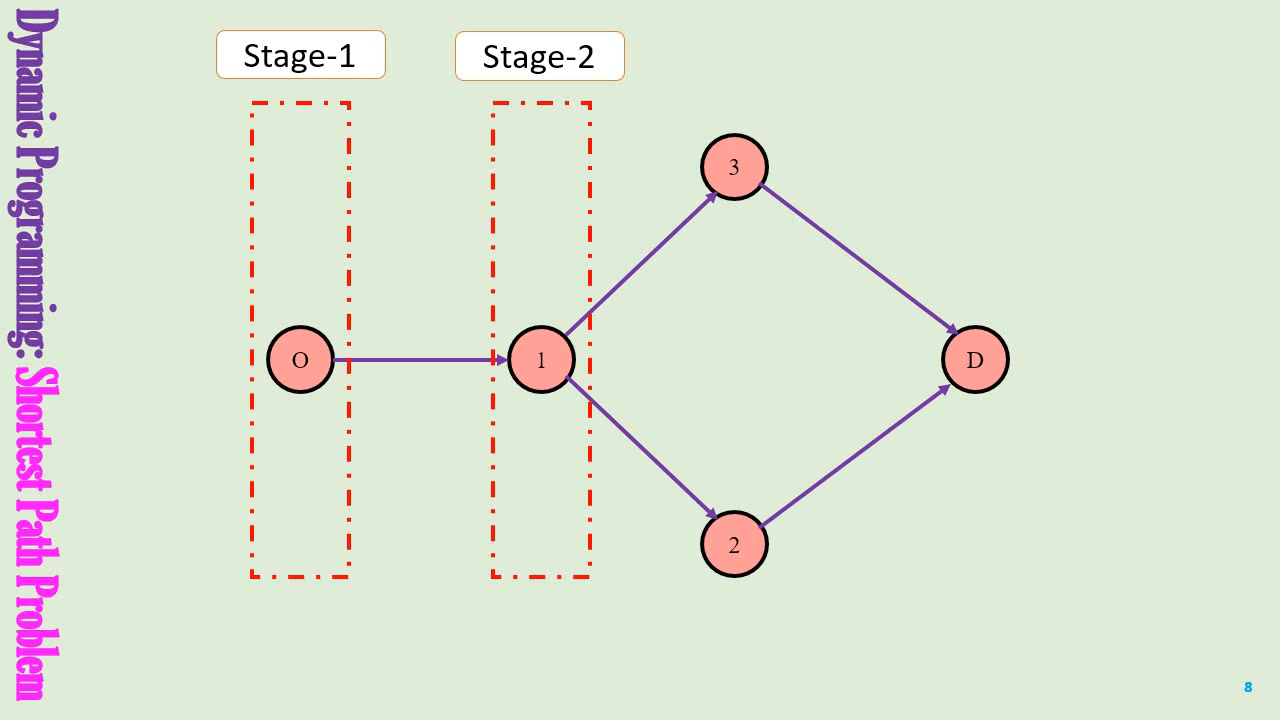 Dynamic Programming: Shortest Path Problem
Stage-1
Stage-2
3
O
1
D
2
8